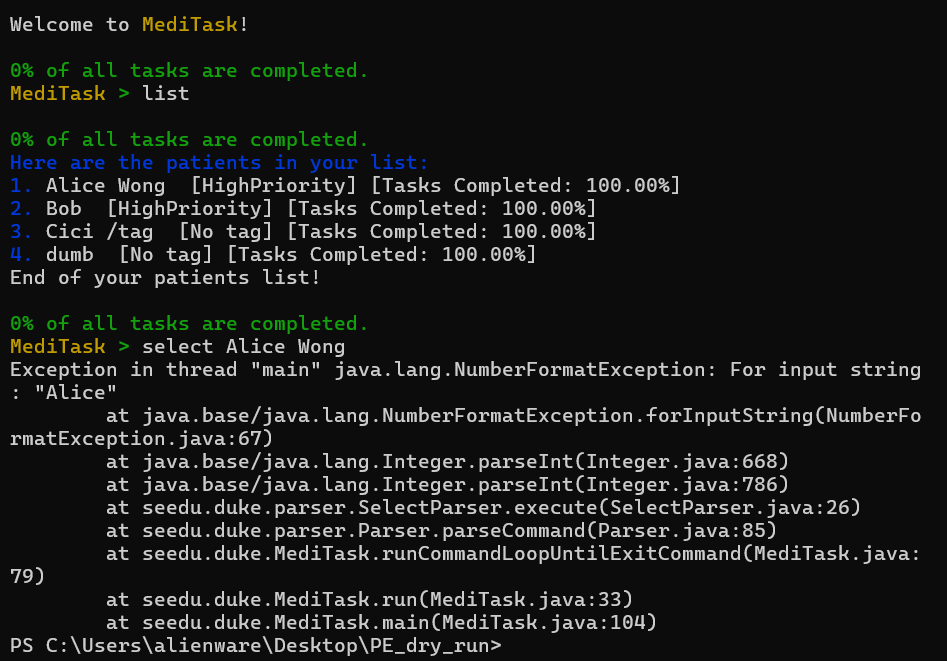 Welcome to MediTask!
0% of all tasks are completed.
MediTask > list
0% of all tasks are completed.
Here are the patients in your list:
1. Alice Wong  [HighPriority] [Tasks Completed: 100.00%]
2. Bob  [HighPriority] [Tasks Completed: 100.00%]
3. Cici /tag  [No tag] [Tasks Completed: 100.00%]
4. dumb  [No tag] [Tasks Completed: 100.00%]
End of your patients list!
0% of all tasks are completed.
MediTask > select Alice Wong
Exception in thread "main" java.lang.NumberFormatException: For input string
: "Alice"
        at java.base/java.lang.NumberFormatException.forInputString(NumberFo
rmatException.java:67)
        at java.base/java.lang.Integer.parseInt(Integer.java:668)
        at java.base/java.lang.Integer.parseInt(Integer.java:786)
        at seedu.duke.parser.SelectParser.execute(SelectParser.java:26)
        at seedu.duke.parser.Parser.parseCommand(Parser.java:85)
        at seedu.duke.MediTask.runCommandLoopUntilExitCommand(MediTask.java:
79)
        at seedu.duke.MediTask.run(MediTask.java:33)
        at seedu.duke.MediTask.main(MediTask.java:104)
PS C:\Users\alienware\Desktop\PE_dry_run>